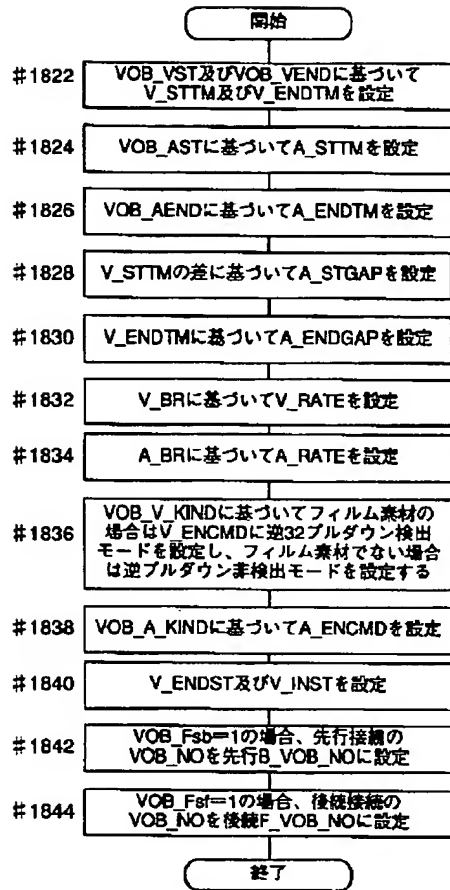 開始
#1822
VOB_VST及びVOB_VENDに基づいて
V_STTM及びV_ENDTMを設定
#1824
VOB_ASTに基づいてA_STTMを設定
#1826
VOB_AENDに基づいてA_ENDTMを設定
#1828
V_STTMの差に基づいてA_STGAPを設定
#1830
V_ENDTMに基づいてA_ENDGAPを設定
#1832
V_BRに基づいてV_RATEを設定
#1834
A_BRに基づいてA_RATEを設定
#1836
VOB_V_KINDに基づいてフィルム素材の
場合はV_ENCMDに逆32プルダウン検出
モードを設定し、フィルム素材でない場合
は逆プルダウン非検出モードを設定する
#1838
VOB_A_KINDに基づいてA_ENCMDを設定
#1840
V_ENDST及びV_INSTを設定
#1842
VOB_Fsb=1の場合、先行接続の
VOB_NOを先行B_VOB_NOに設定
#1844
VOB_Fsf=1の場合、後続接続の
VOB_NOを後続F_VOB_NOに設定
終了